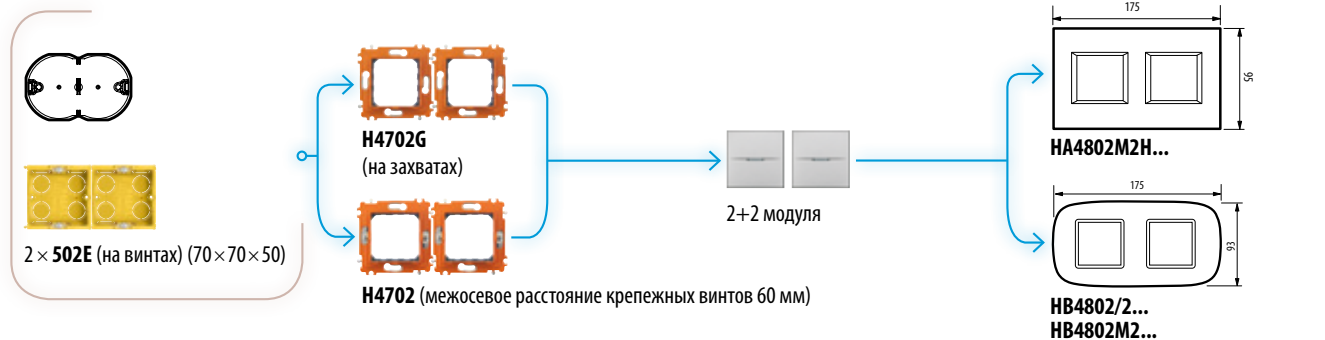 2 × 502E (на винтах) (70×70×50)
H4702G
(на захватах)
H4702 (межосевое расстояние крепежных винтов 60 мм)
2+2 модуля
175
95
HA4802M2H...
175
93
HB4802/2...
HB4802M2...